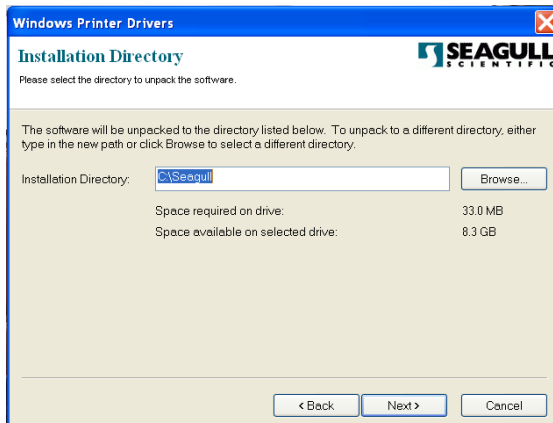 Windows Printer Drivers
Installation Directory
SEAGULL
SCIENTIFIC
Please select the directory to unpack the software.
The software will be unpacked to the directory listed below. To unpack to a different directory, either
type in the new path or click Browse to select a different directory.
Installation Directory:
C:\Seagull
Browse...
Space required on drive:
33.0 MB
Space available on selected drive:
8.3 GB
< Back
Next >
Cancel